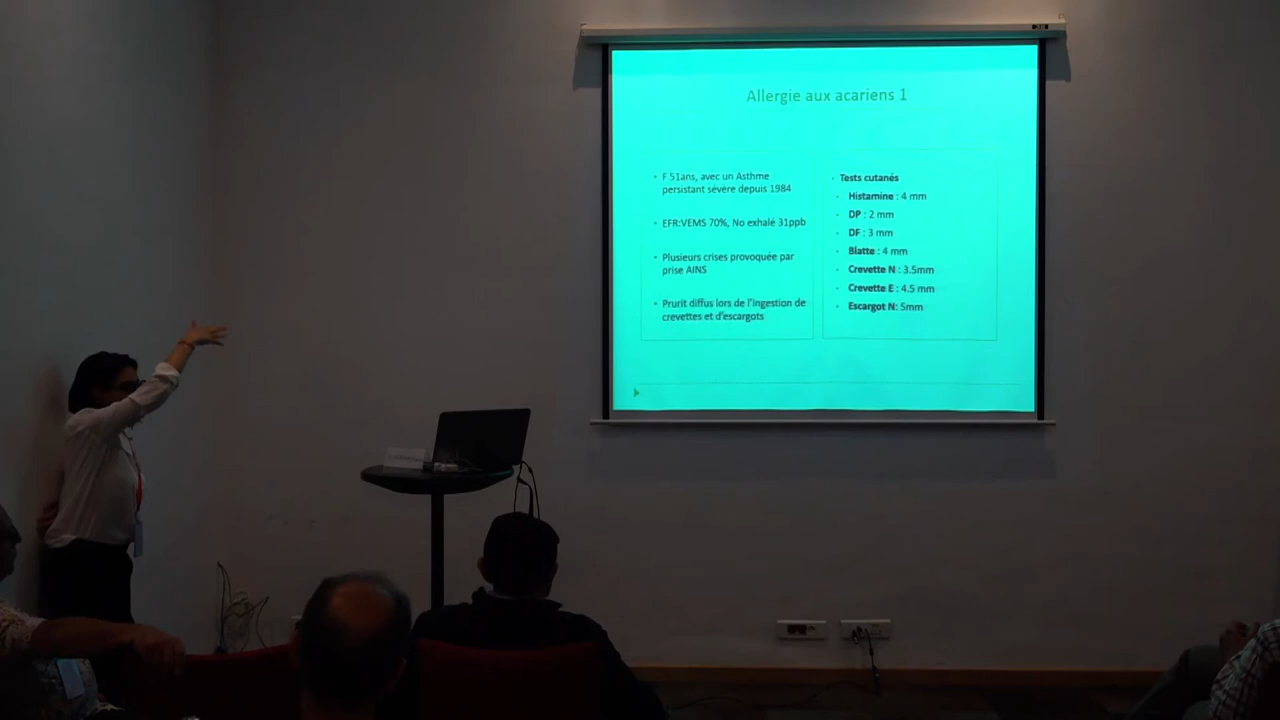 Allergie aux acariens 1
• F 51ans, avec un Asthme
persistant sévère depuis 1984
• EFR:VEMS 70%, No exhalé 31ppb
• Plusieurs crises provoquée par
prise AINS
• Prurit diffus lors de l'ingestion de
crevettes et d'escargots
• Tests cutanés
• Histamine : 4 mm
• DP : 2 mm
• DF : 3 mm
• Blatte : 4 mm
• Crevette N : 3.5mm
• Crevette E : 4.5 mm
• Escargot N: 5mm